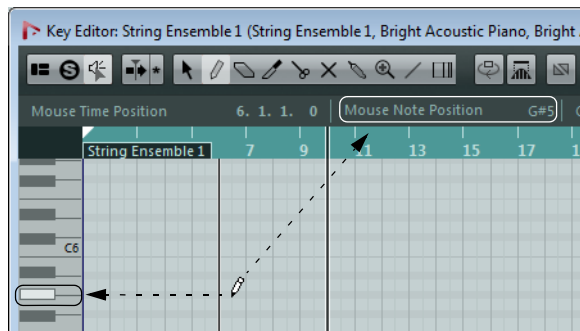 Key Editor: String Ensemble 1 (String Ensemble 1, Bright Acoustic Piano, Bright
Mouse Time Position 6. 1. 1. 0 Mouse Note Position G#5
String Ensemble 1 7 9 11 13 15 17
C6